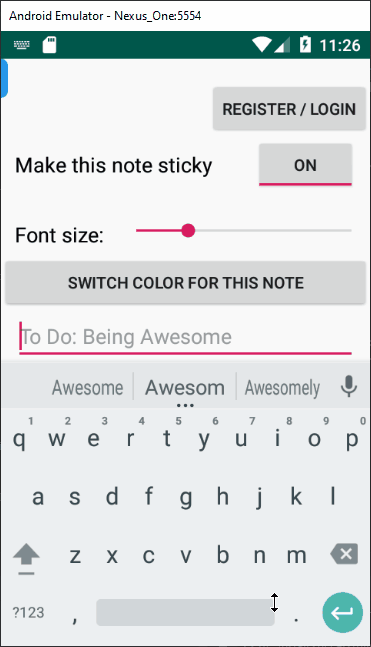 Android Emulator - Nexus_One:5554
11:26
REGISTER / LOGIN
Make this note sticky ON
Font size:
SWITCH COLOR FOR THIS NOTE
To Do: Being Awesome
Awesome Awesom Awesomely
1 2 3 4 5 6 7 8 9 0
q w e r t y u i o p
a s d f g h j k l
z x c v b n m
?123 , .